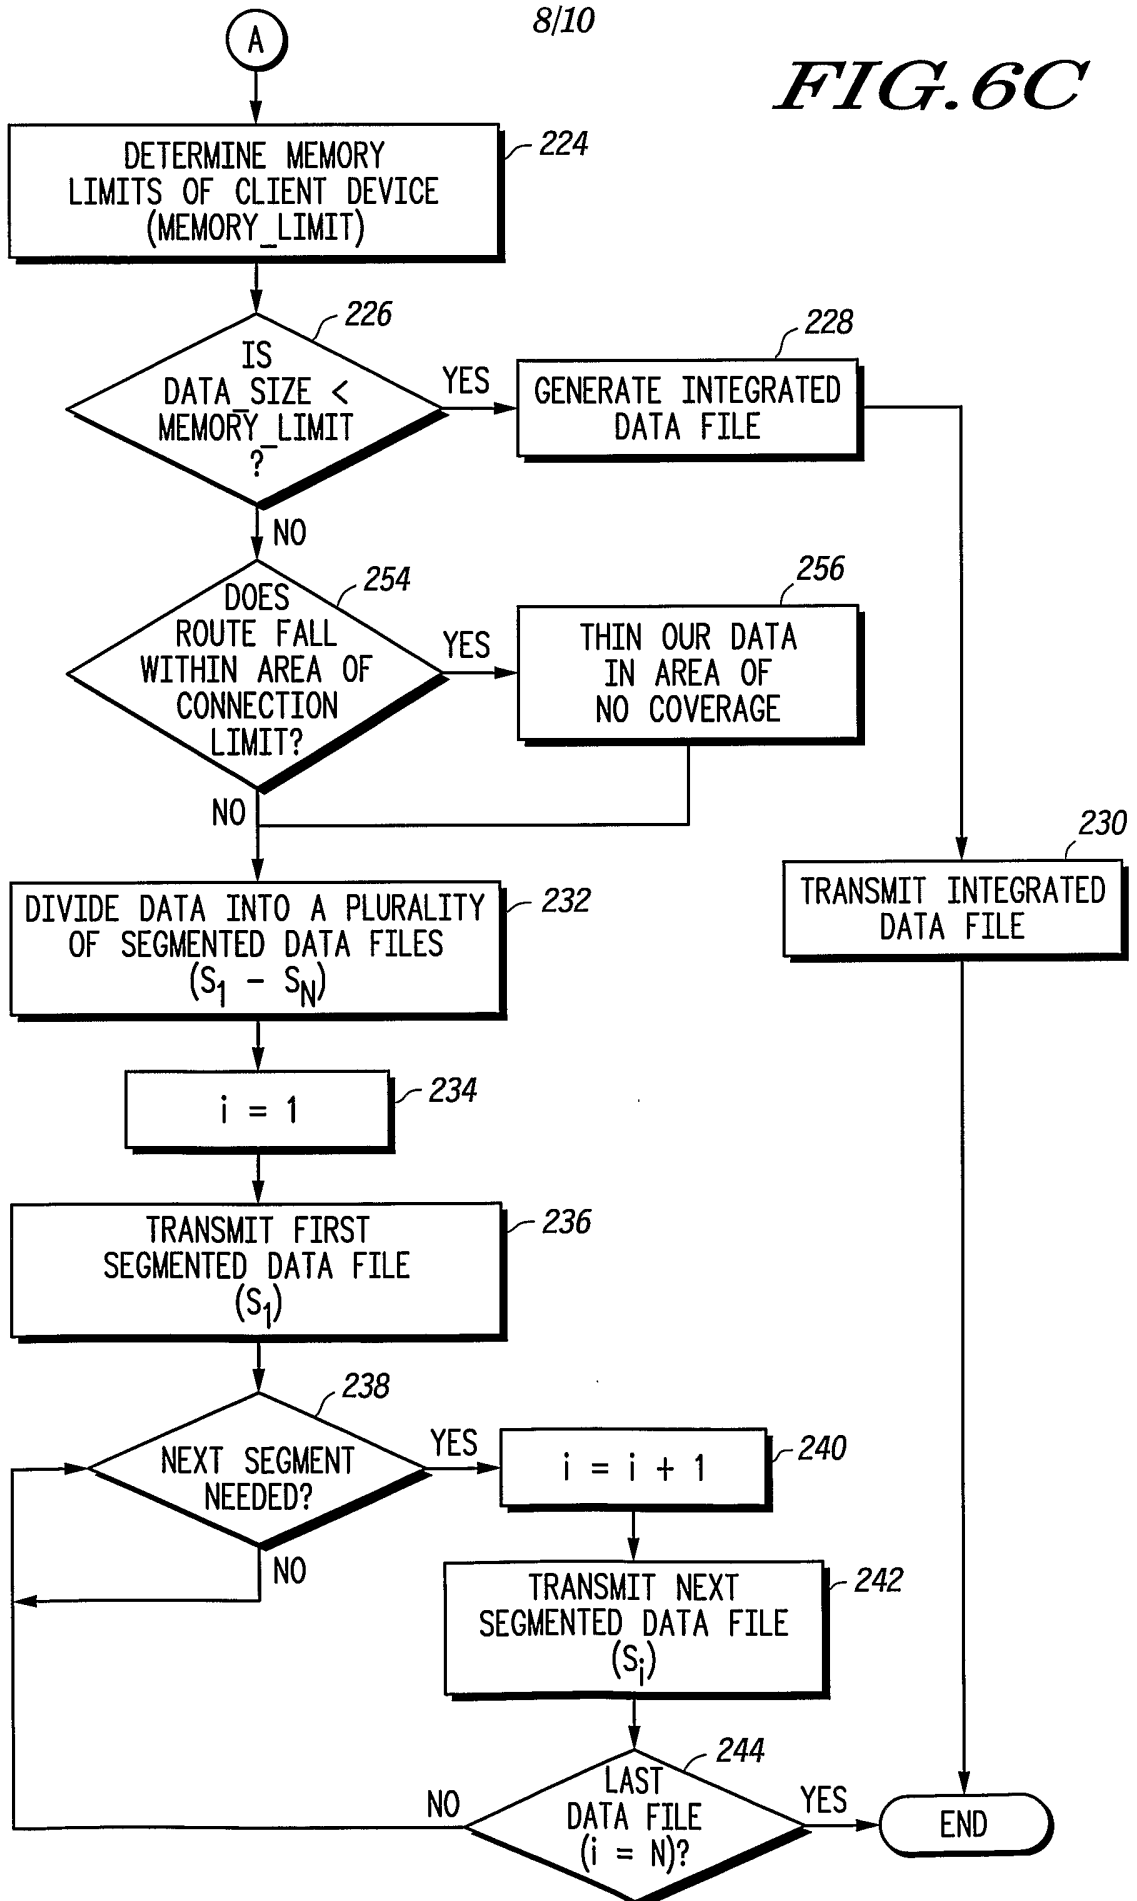 8/10
FIG.6C
A
DETERMINE MEMORY
LIMITS OF CLIENT DEVICE
(MEMORY_LIMIT)
224
IS
DATA_SIZE <
MEMORY_LIMIT
?
226
YES
GENERATE INTEGRATED
DATA FILE
228
NO
DOES
ROUTE FALL
WITHIN AREA OF
CONNECTION
LIMIT?
254
YES
THIN OUR DATA
IN AREA OF
NO COVERAGE
256
NO
TRANSMIT INTEGRATED
DATA FILE
230
DIVIDE DATA INTO A PLURALITY
OF SEGMENTED DATA FILES
(S1 - SN)
232
i = 1
234
TRANSMIT FIRST
SEGMENTED DATA FILE
(S1)
236
NEXT SEGMENT
NEEDED?
238
YES
i = i + 1
240
NO
TRANSMIT NEXT
SEGMENTED DATA FILE
(Si)
242
LAST
DATA FILE
(i = N)?
244
NO
YES
END